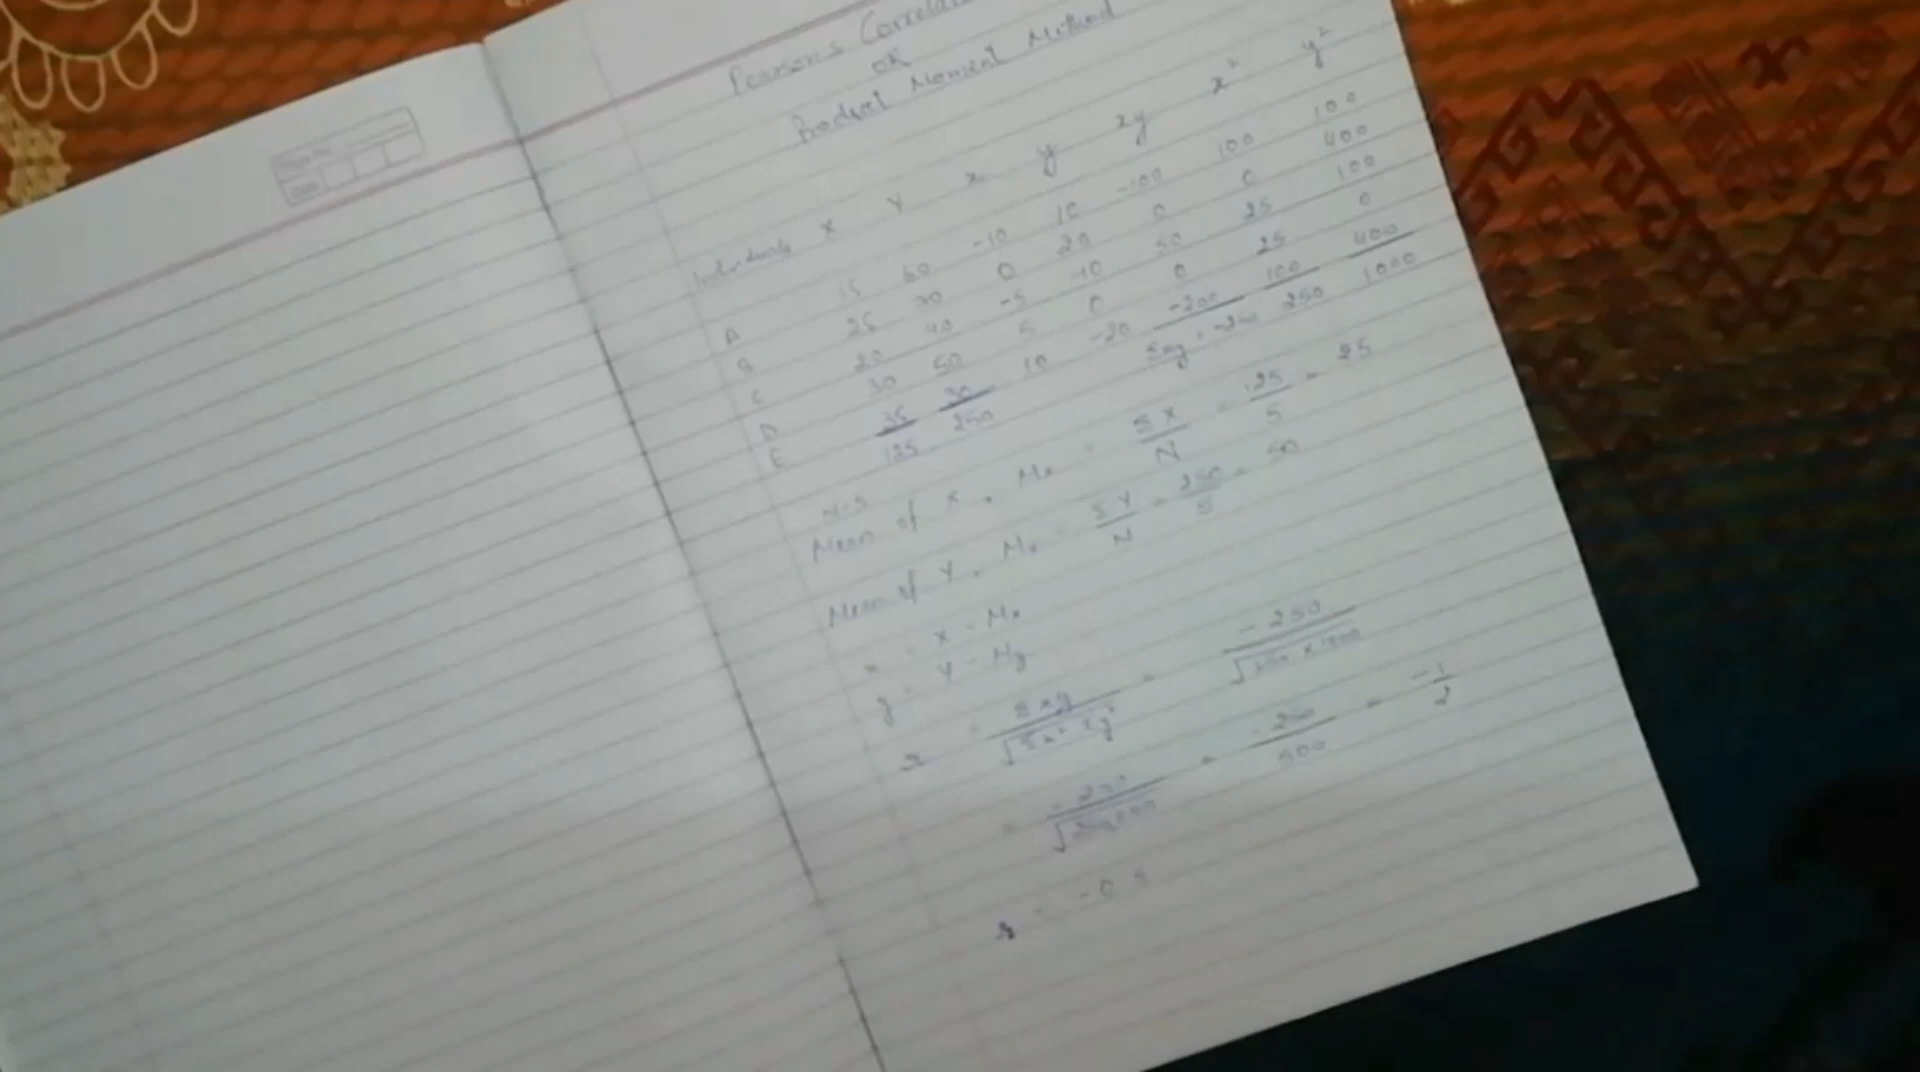 Pearson's Correlat
OR
Product Moment Method
Individuals X Y x y xy x² y²
A 15 60 -10 10 -100 100 100
B 25 70 0 20 0 0 400
C 20 40 -5 -10 50 25 100
D 30 50 5 0 0 25 0
E 35 30 10 -20 -200 100 400
125 250 Σxy = -250 250 1000
N=5
Mean of X, Mx = ΣX/N = 125/5 = 25
Mean of Y, = ΣY/N = 250/5 = 50
x = X - Mx
y = Y - My
r = Σxy/√Σx² Σy² = -250/√250 x 1000
= -250/ = = -1/2
r = -0.5